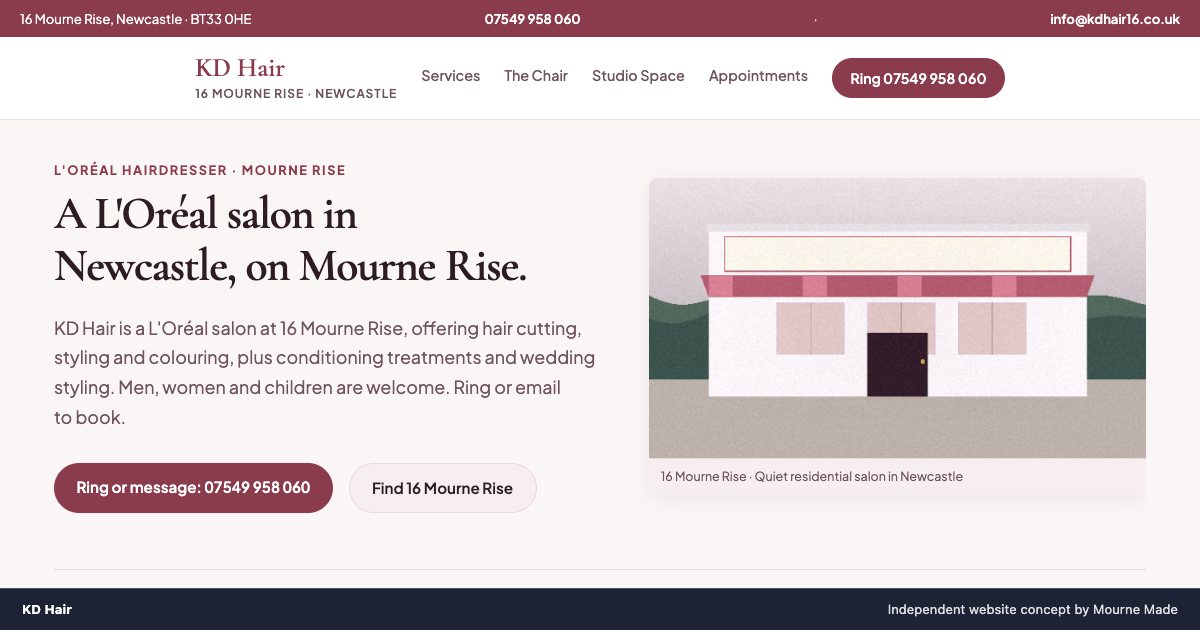 16 Mourne Rise, Newcastle · BT33 0HE
07549 958 060
·
info@kdhair16.co.uk
KD Hair
16 MOURNE RISE · NEWCASTLE
Services
The Chair
Studio Space
Appointments
Ring 07549 958 060
L'ORÉAL HAIRDRESSER · MOURNE RISE
A L'Oréal salon in
Newcastle, on Mourne Rise.
KD Hair is a L'Oréal salon at 16 Mourne Rise, offering hair cutting,
styling and colouring, plus conditioning treatments and wedding
styling. Men, women and children are welcome. Ring or email
to book.
Ring or message: 07549 958 060
Find 16 Mourne Rise
16 Mourne Rise · Quiet residential salon in Newcastle
KD Hair
Independent website concept by Mourne Made